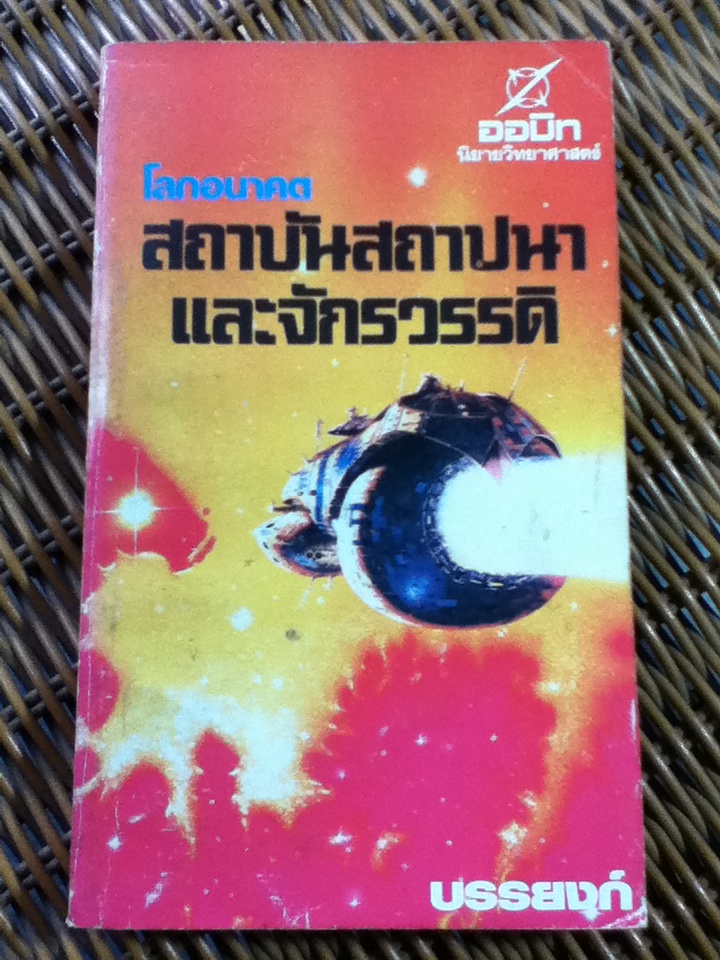 ออบิท
นิยายวิทยาศาสตร์
โลกอนาคต
สถาบันสถาปนา
และจักรวรรดิ
บรรยงก์